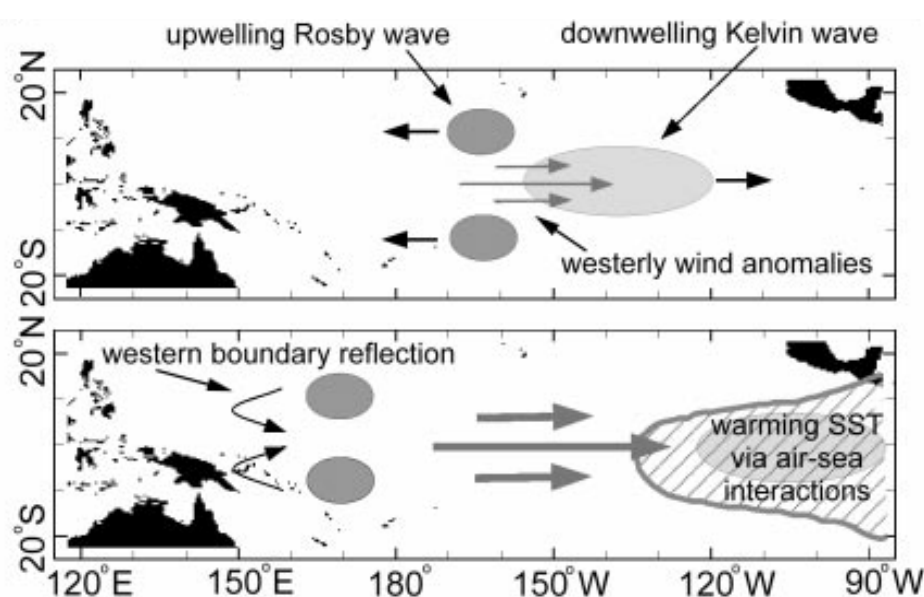 upwelling Rosby wave
downwelling Kelvin wave
20°N
20°S
westerly wind anomalies
20°N
western boundary reflection
warming SST
via air-sea
interactions
20°S
120°E 150°E 180° 150°W 120°W 90°W